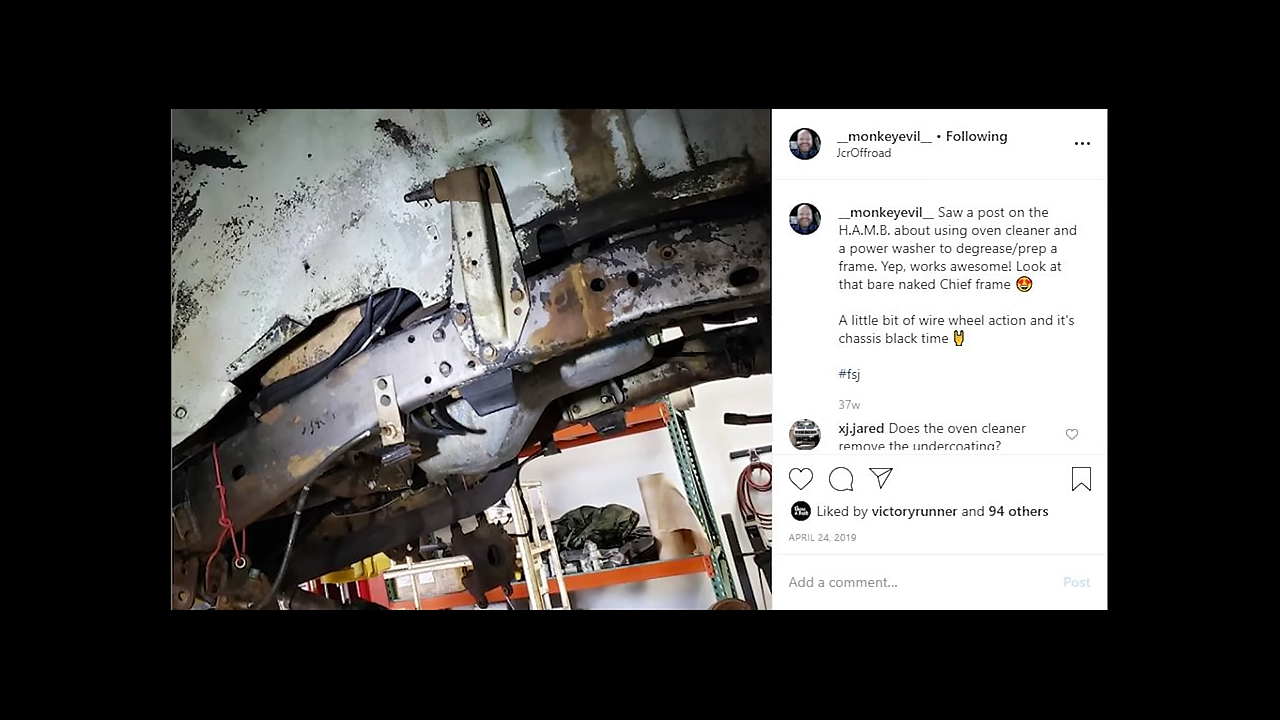 __monkeyevil__ • Following
JcrOffroad
__monkeyevil__ Saw a post on the
H.A.M.B. about using oven cleaner and
a power washer to degrease/prep a
frame. Yep, works awesome! Look at
that bare naked Chief frame 😍
A little bit of wire wheel action and it's
chassis black time 🤘
#fsj
37w
xj.jared Does the oven cleaner
remove the undercoating?
Liked by victoryrunner and 94 others
APRIL 24, 2019
Add a comment...
Post